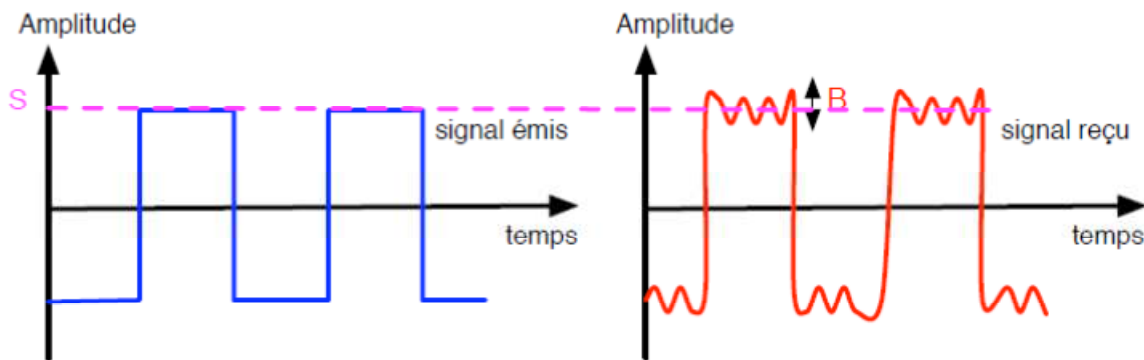 Amplitude
S
signal émis
temps
Amplitude
B
signal reçu
temps